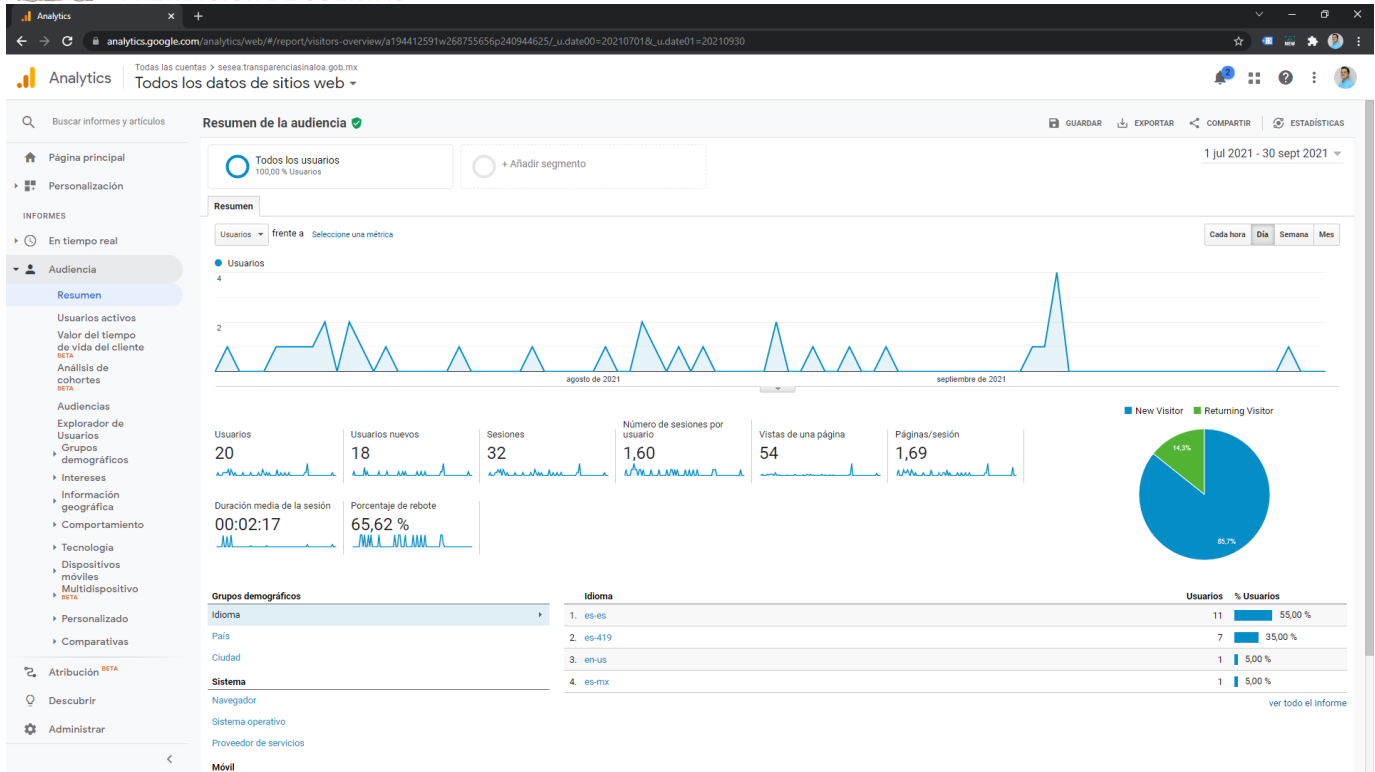 Analytics
analytics.google.com/analytics/web/#/report/visitors-overview/a194412591w268755656p240944625/_u.date00=20210701&_u.date01=20210930
NEW
Analytics
Todas las cuentas > sesea.transparenciasinaloa.gob.mx
Todos los datos de sitios web
2
Buscar informes y artículos
Página principal
Personalización
INFORMES
En tiempo real
Audiencia
Resumen
Usuarios activos
Valor del tiempo
de vida del cliente
BETA
Análisis de
cohortes
BETA
Audiencias
Explorador de
Usuarios
Grupos
demográficos
Intereses
Información
geográfica
Comportamiento
Tecnología
Dispositivos
móviles
Multidispositivo
BETA
Personalizado
Comparativas
Atribución BETA
Descubrir
Administrar
Resumen de la audiencia
GUARDAR EXPORTAR COMPARTIR ESTADÍSTICAS
Todos los usuarios
100,00 % Usuarios
+ Añadir segmento
1 jul 2021 - 30 sept 2021
Resumen
Usuarios frente a Seleccione una métrica
Cada hora Día Semana Mes
Usuarios
4
2
agosto de 2021 septiembre de 2021
New Visitor Returning Visitor
14,3%
85,7%
Usuarios
20
Usuarios nuevos
18
Sesiones
32
Número de sesiones por
usuario
1,60
Vistas de una página
54
Páginas/sesión
1,69
Duración media de la sesión
00:02:17
Porcentaje de rebote
65,62 %
Grupos demográficos
Idioma
País
Ciudad
Sistema
Navegador
Sistema operativo
Proveedor de servicios
Móvil
Idioma Usuarios % Usuarios
1. es-es 11 55,00 %
2. es-419 7 35,00 %
3. en-us 1 5,00 %
4. es-mx 1 5,00 %
ver todo el informe